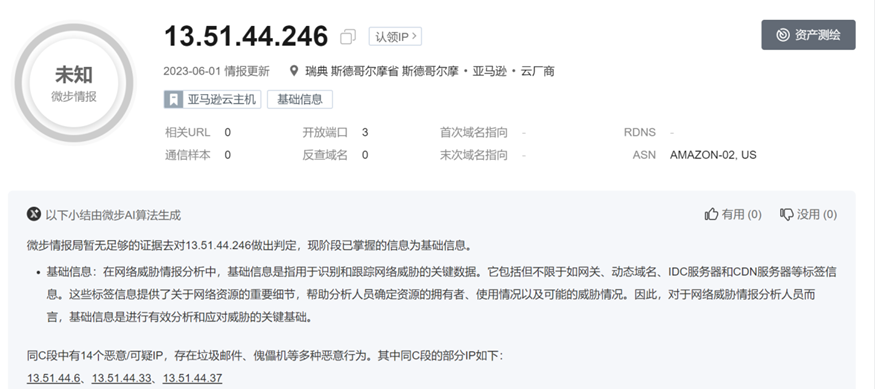 未知
微步情报
13.51.44.246
认领IP
资产测绘
2023-06-01 情报更新 瑞典 斯德哥尔摩省 斯德哥尔摩 · 亚马逊 · 云厂商
亚马逊云主机 基础信息
相关URL 0 开放端口 3 首次域名指向 - RDNS -
通信样本 0 反查域名 0 末次域名指向 - ASN AMAZON-02, US
以下小结由微步AI算法生成 有用 (0) 没用 (0)
微步情报局暂无足够的证据去对13.51.44.246做出判定，现阶段已掌握的信息为基础信息。
• 基础信息：在网络威胁情报分析中，基础信息是指用于识别和跟踪网络威胁的关键数据。它包括但不限于如网关、动态域名、IDC服务器和CDN服务器等标签信
息。这些标签信息提供了关于网络资源的重要细节，帮助分析人员确定资源的拥有者、使用情况以及可能的威胁情况。因此，对于网络威胁情报分析人员而
言，基础信息是进行有效分析和应对威胁的关键基础。
同C段中有14个恶意/可疑IP，存在垃圾邮件、傀儡机等多种恶意行为。其中同C段的部分IP如下：
13.51.44.6、13.51.44.33、13.51.44.37